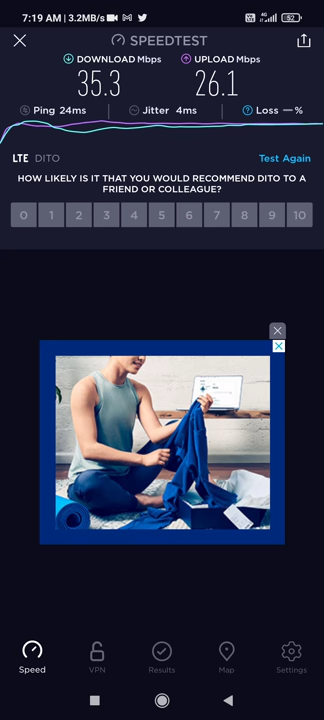 7:19 AM | 3.2MB/s
4G
52
SPEEDTEST
DOWNLOAD Mbps
UPLOAD Mbps
35.3
26.1
Ping 24ms
Jitter 4ms
Loss — %
LTE DITO
Test Again
HOW LIKELY IS IT THAT YOU WOULD RECOMMEND DITO TO A
FRIEND OR COLLEAGUE?
0 1 2 3 4 5 6 7 8 9 10
Speed
VPN
Results
Map
Settings